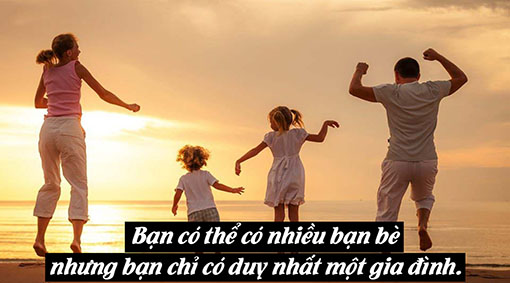 Bạn có thể có nhiều bạn bè
nhưng bạn chỉ có duy nhất một gia đình.